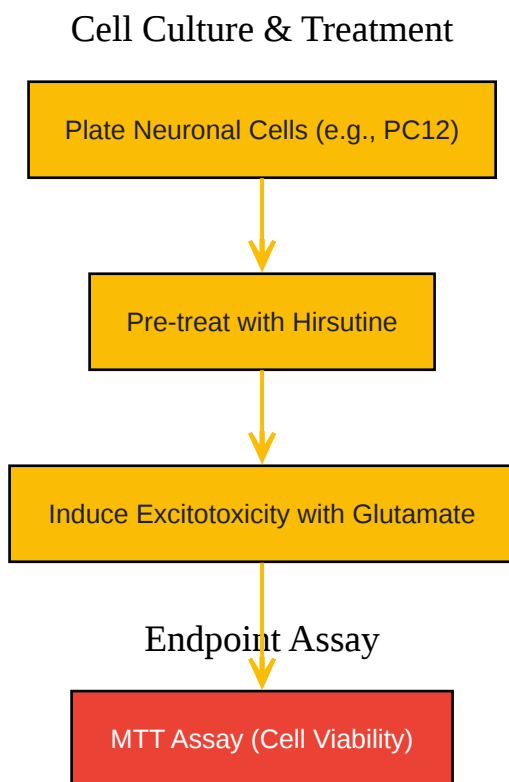 Cell Culture & Treatment
Plate Neuronal Cells (e.g., PC12)
Pre-treat with Hirsutine
Induce Excitotoxicity with Glutamate
Endpoint Assay
MTT Assay (Cell Viability)